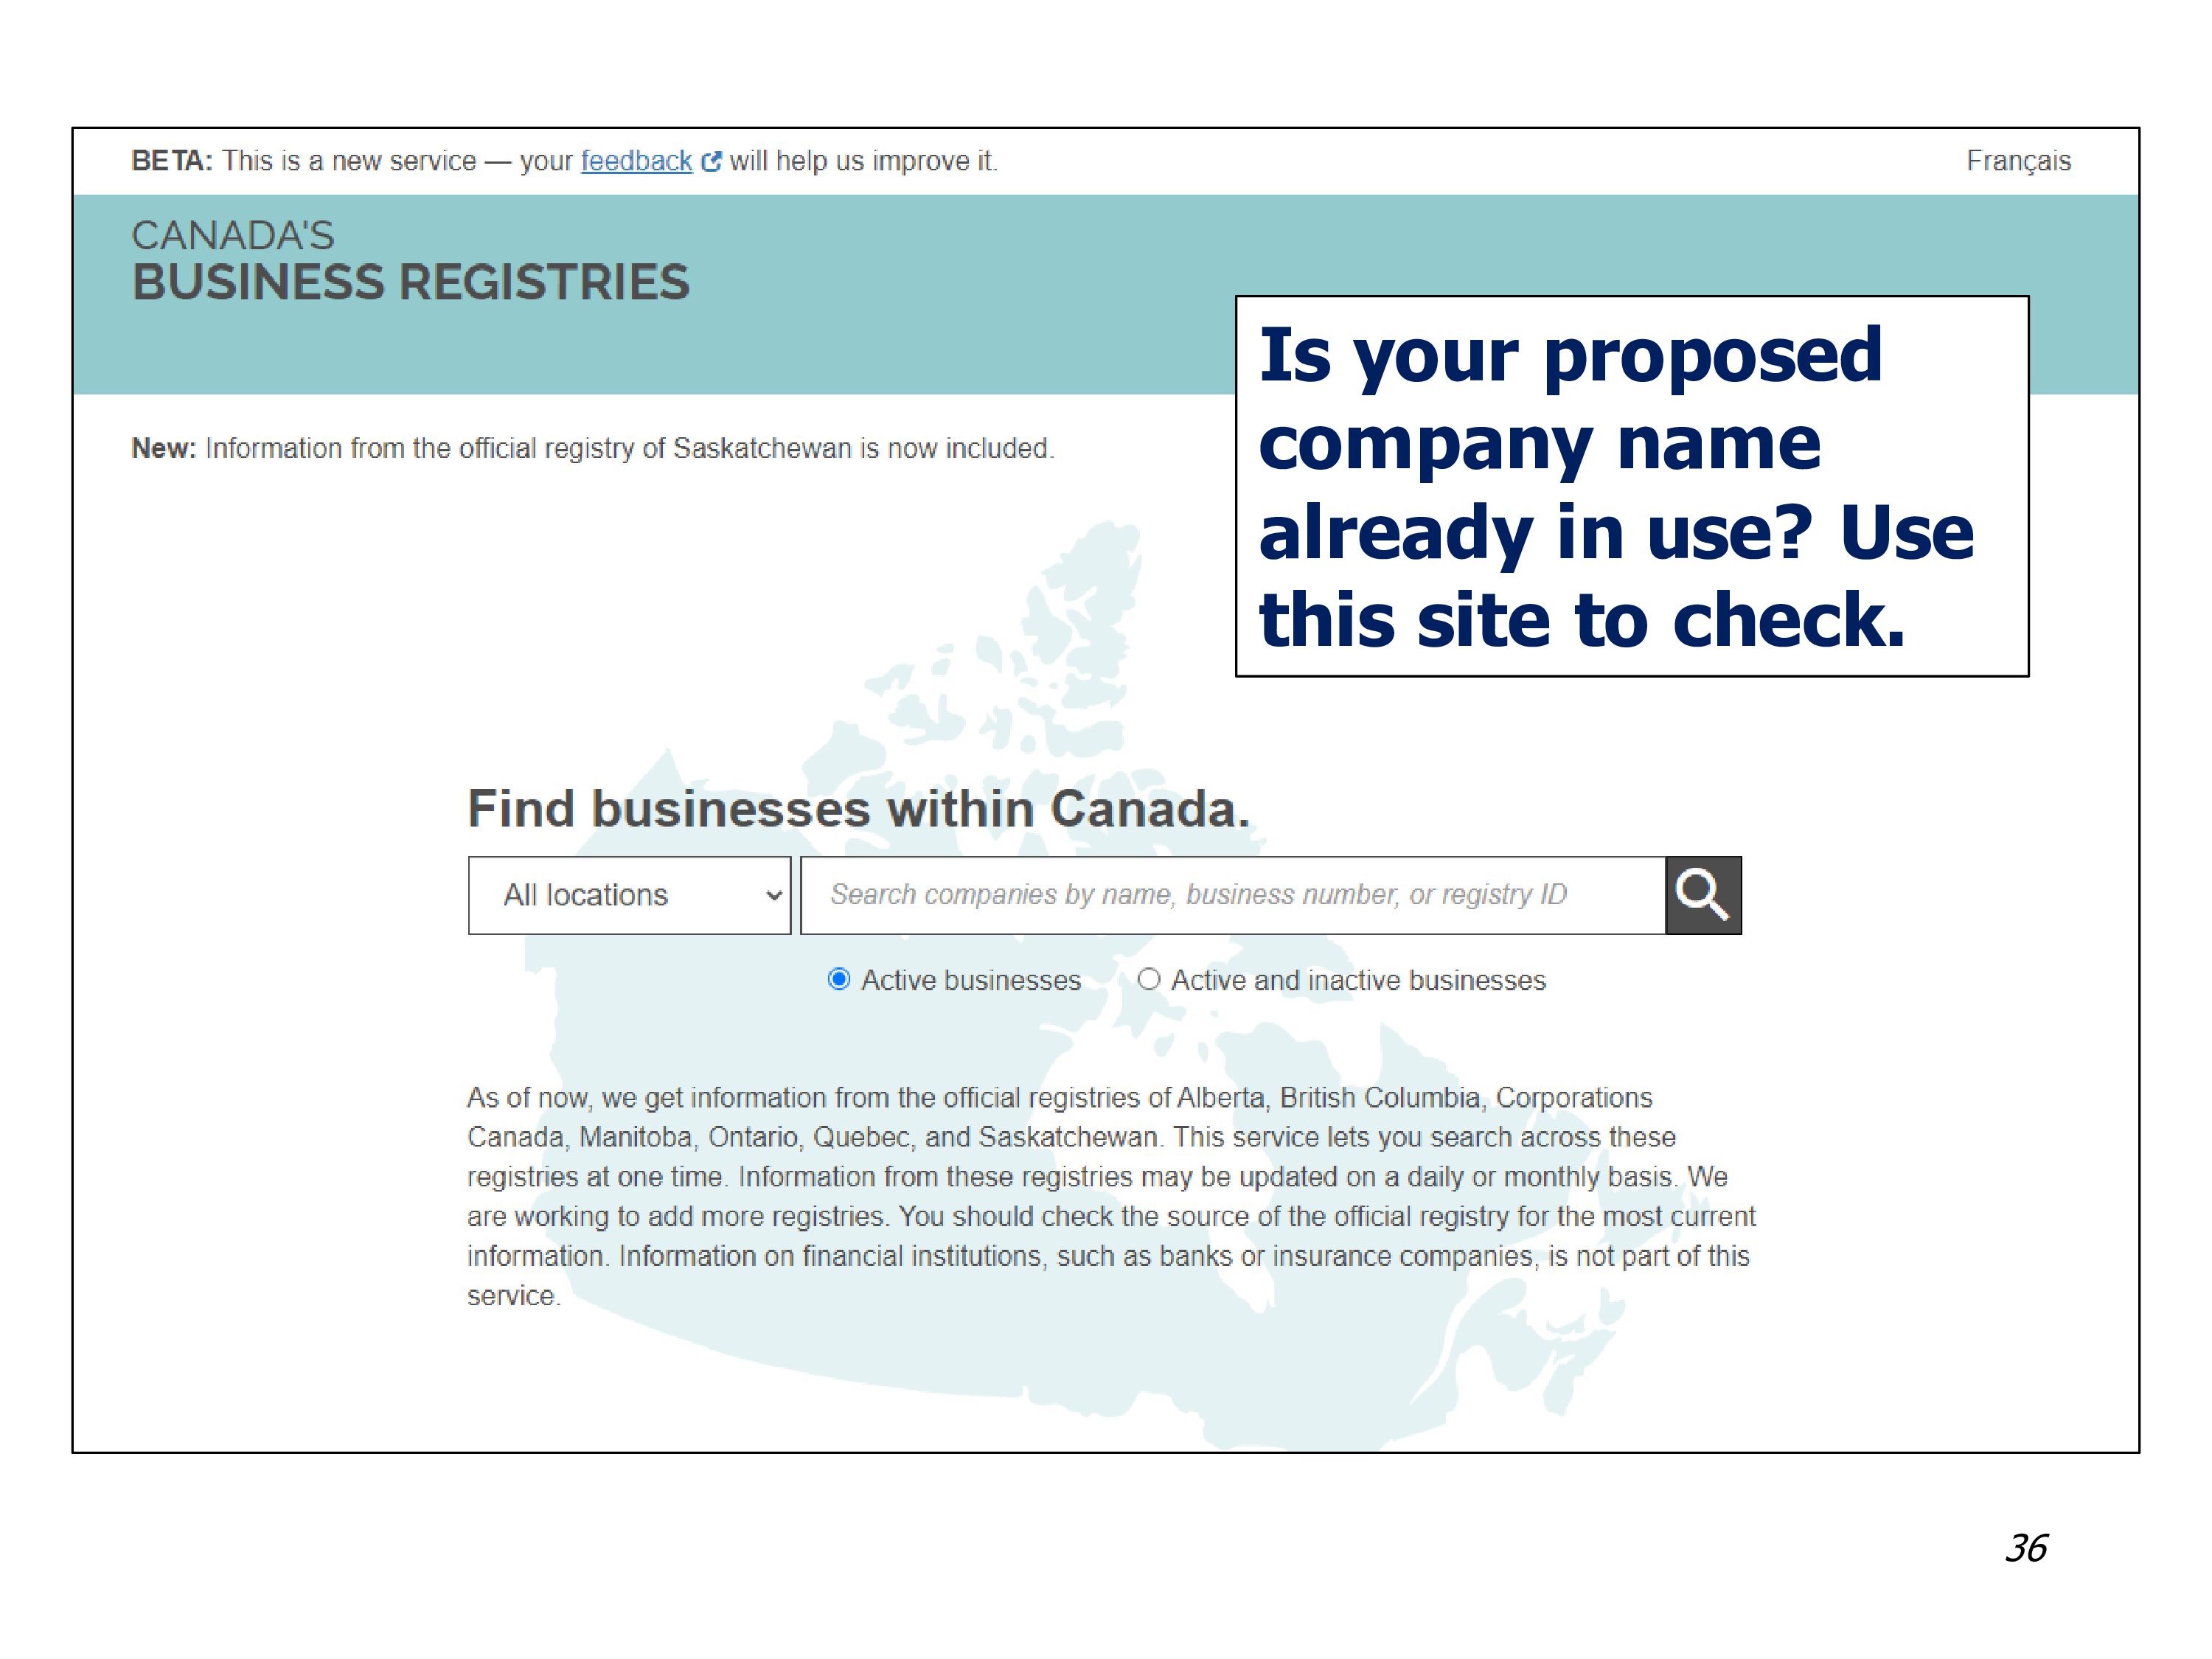 BETA: This is a new service — your feedback will help us improve it.
Français
CANADA'S
BUSINESS REGISTRIES
Is your proposed
company name
already in use? Use
this site to check.
New: Information from the official registry of Saskatchewan is now included.
Find businesses within Canada.
All locations
Search companies by name, business number, or registry ID
Active businesses
Active and inactive businesses
As of now, we get information from the official registries of Alberta, British Columbia, Corporations
Canada, Manitoba, Ontario, Quebec, and Saskatchewan. This service lets you search across these
registries at one time. Information from these registries may be updated on a daily or monthly basis. We
are working to add more registries. You should check the source of the official registry for the most current
information. Information on financial institutions, such as banks or insurance companies, is not part of this
service.
36